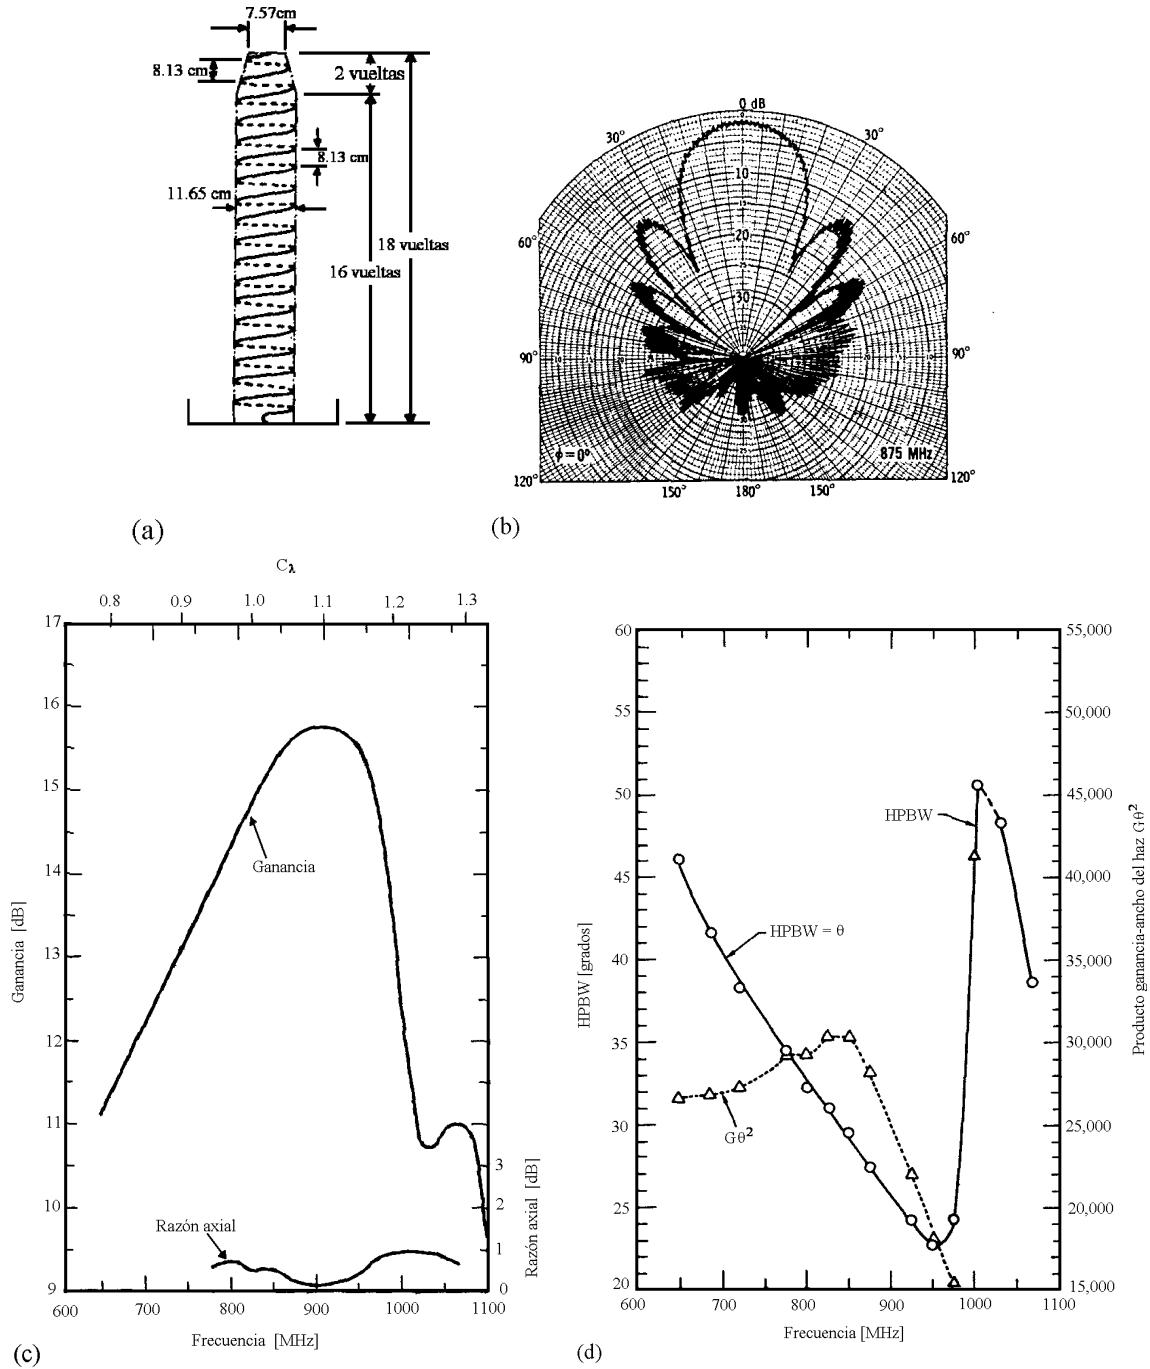 7.57cm
8.13 cm
2 vueltas
8.13 cm
11.65 cm
18 vueltas
16 vueltas
(a)
0 dB
30°
30°
10
20
30
60°
60°
90°
90°
ϕ = 0°
875 MHz
120°
150°
180°
150°
120°
(b)
Cλ
0.8 0.9 1.0 1.1 1.2 1.3
17
16
15
14
13
12
11
10
9
Ganancia [dB]
Ganancia
Razón axial
3
2
1
0
Razón axial [dB]
600 700 800 900 1000 1100
Frecuencia [MHz]
(c)
60
55
50
45
40
35
30
25
20
HPBW [grados]
HPBW
HPBW = θ
Gθ²
55,000
50,000
45,000
40,000
35,000
30,000
25,000
20,000
15,000
Producto ganancia-ancho del haz Gθ²
600 700 800 900 1000 1100
Frecuencia [MHz]
(d)